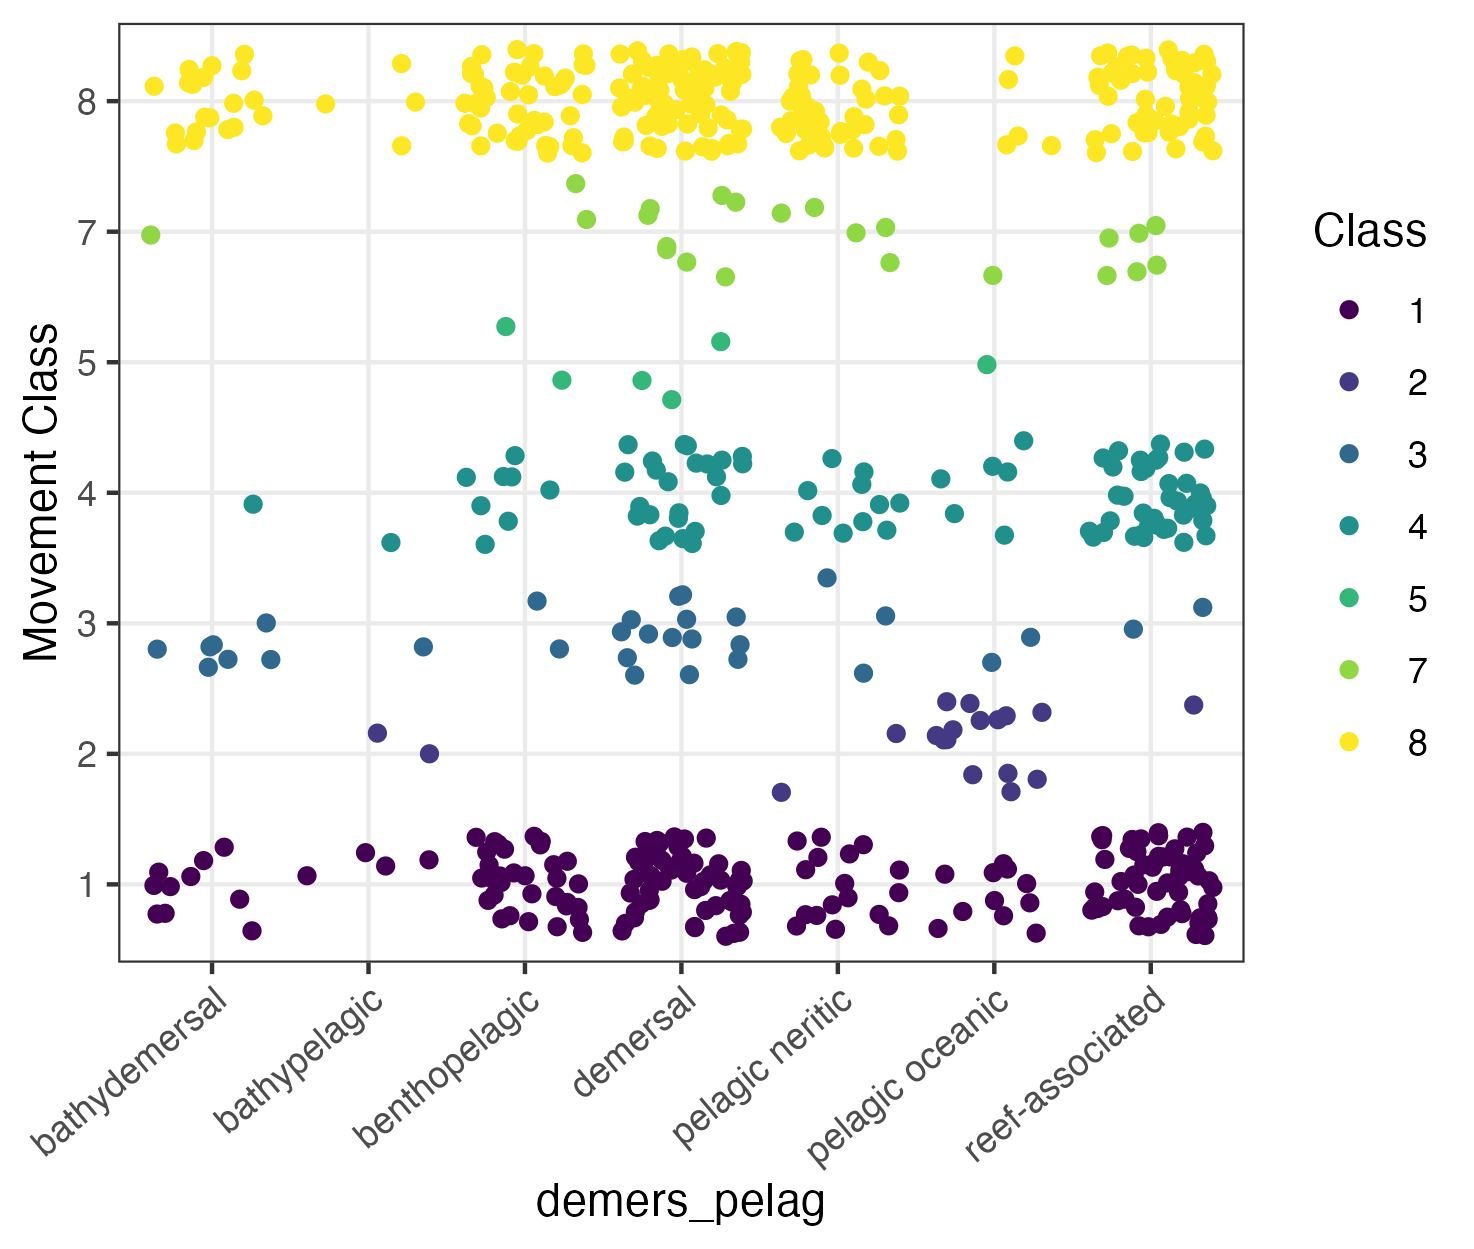 8
7
5
4
3
2
1
Movement Class
bathydemersal
bathypelagic
benthopelagic
demersal
pelagic neritic
pelagic oceanic
reef-associated
demers_pelag
Class
1
2
3
4
5
7
8